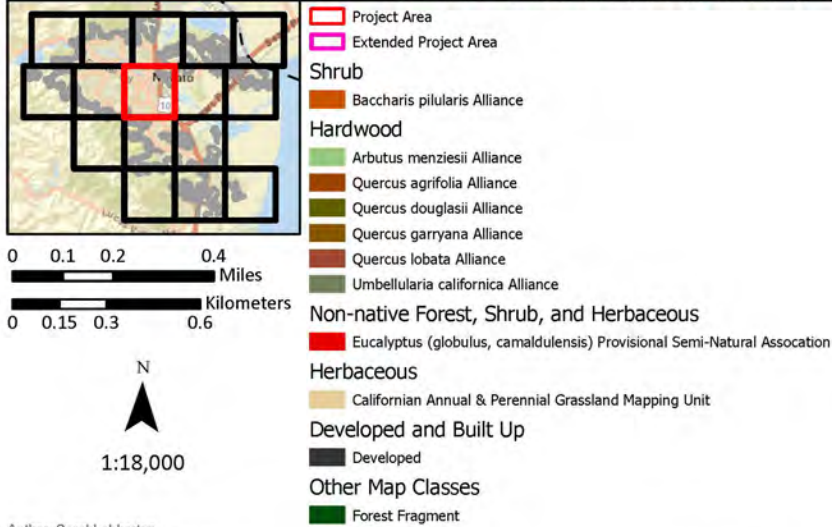 Project Area
Extended Project Area
Shrub
Baccharis pilularis Alliance
Hardwood
Arbutus menziesii Alliance
Quercus agrifolia Alliance
Quercus douglasii Alliance
Quercus garryana Alliance
Quercus lobata Alliance
Umbellularia californica Alliance
Non-native Forest, Shrub, and Herbaceous
Eucalyptus (globulus, camaldulensis) Provisional Semi-Natural Assocation
Herbaceous
Californian Annual & Perennial Grassland Mapping Unit
Developed and Built Up
Developed
Other Map Classes
Forest Fragment
0 0.1 0.2 0.4
Miles
Kilometers
0 0.15 0.3 0.6
N
1:18,000